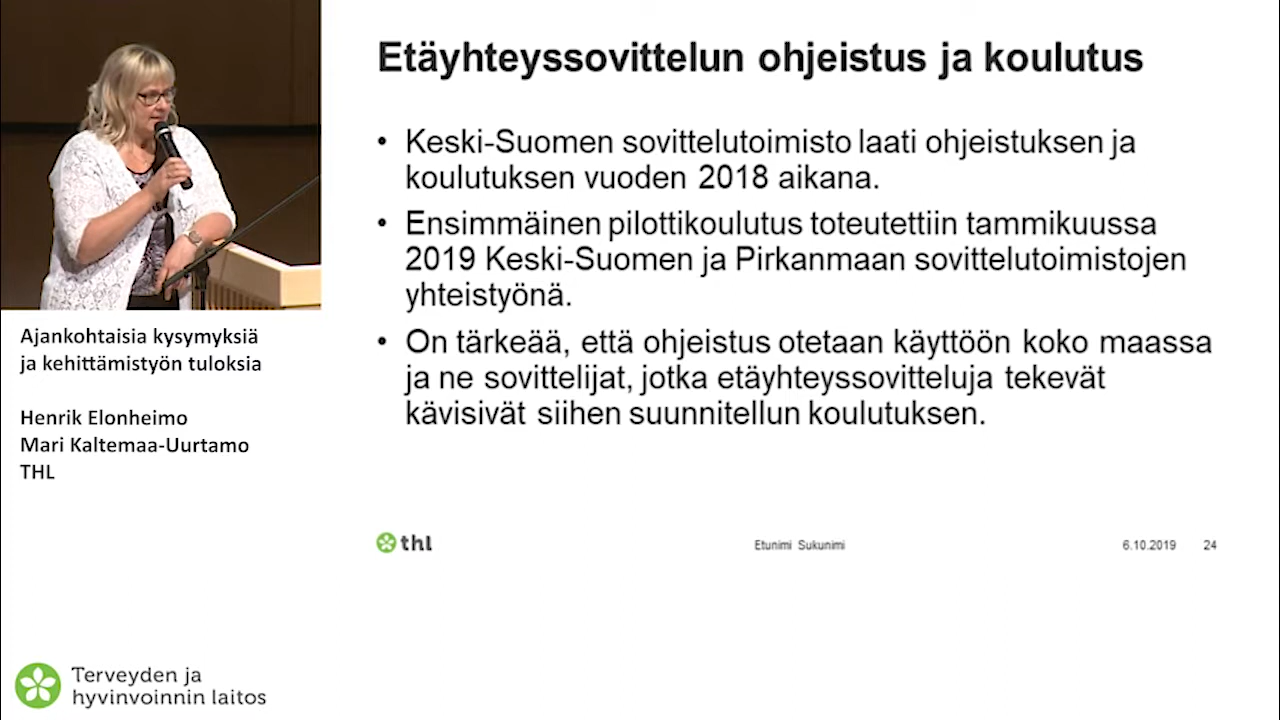 Etäyhteyssovittelun ohjeistus ja koulutus
• Keski-Suomen sovittelutoimisto laati ohjeistuksen ja
koulutuksen vuoden 2018 aikana.
• Ensimmäinen pilottikoulutus toteutettiin tammikuussa
2019 Keski-Suomen ja Pirkanmaan sovittelutoimistojen
yhteistyönä.
• On tärkeää, että ohjeistus otetaan käyttöön koko maassa
ja ne sovittelijat, jotka etäyhteyssovitteluja tekevät
kävisivät siihen suunnitellun koulutuksen.
thl
Etunimi Sukunimi
6.10.2019 24
Ajankohtaisia kysymyksiä
ja kehittämistyön tuloksia
Henrik Elonheimo
Mari Kaltemaa-Uurtamo
THL
Terveyden ja
hyvinvoinnin laitos